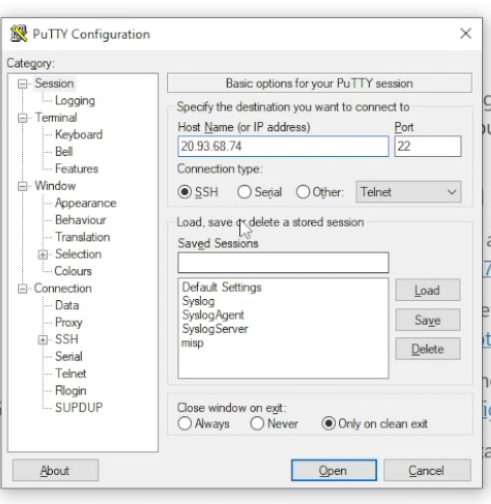 PuTTY Configuration
Category:
Session
Logging
Terminal
Keyboard
Bell
Features
Window
Appearance
Behaviour
Translation
Selection
Colours
Connection
Data
Proxy
SSH
Serial
Telnet
Rlogin
SUPDUP
Basic options for your PuTTY session
Specify the destination you want to connect to
Host Name (or IP address) Port
20.93.68.74 22
Connection type:
SSH Serial Other: Telnet
Load, save or delete a stored session
Saved Sessions
Default Settings
Syslog
SyslogAgent
SyslogServer
misp
Load
Save
Delete
Close window on exit:
Always Never Only on clean exit
About Open Cancel